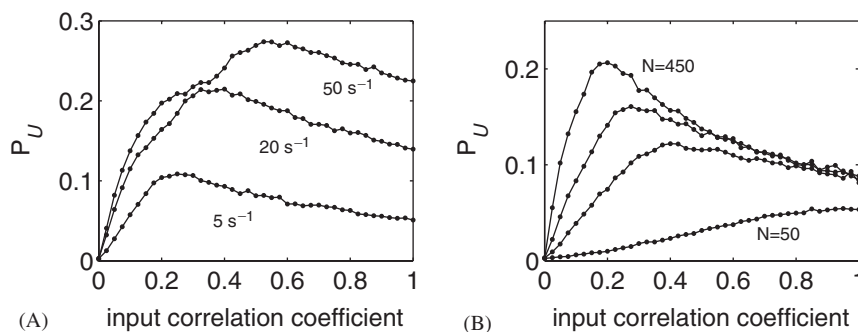 0.3
0.2
0.1
0
P_U
50 s⁻¹
20 s⁻¹
5 s⁻¹
0 0.2 0.4 0.6 0.8 1
(A) input correlation coefficient
0.2
0.1
0
P_U
N=450
N=50
0 0.2 0.4 0.6 0.8 1
(B) input correlation coefficient